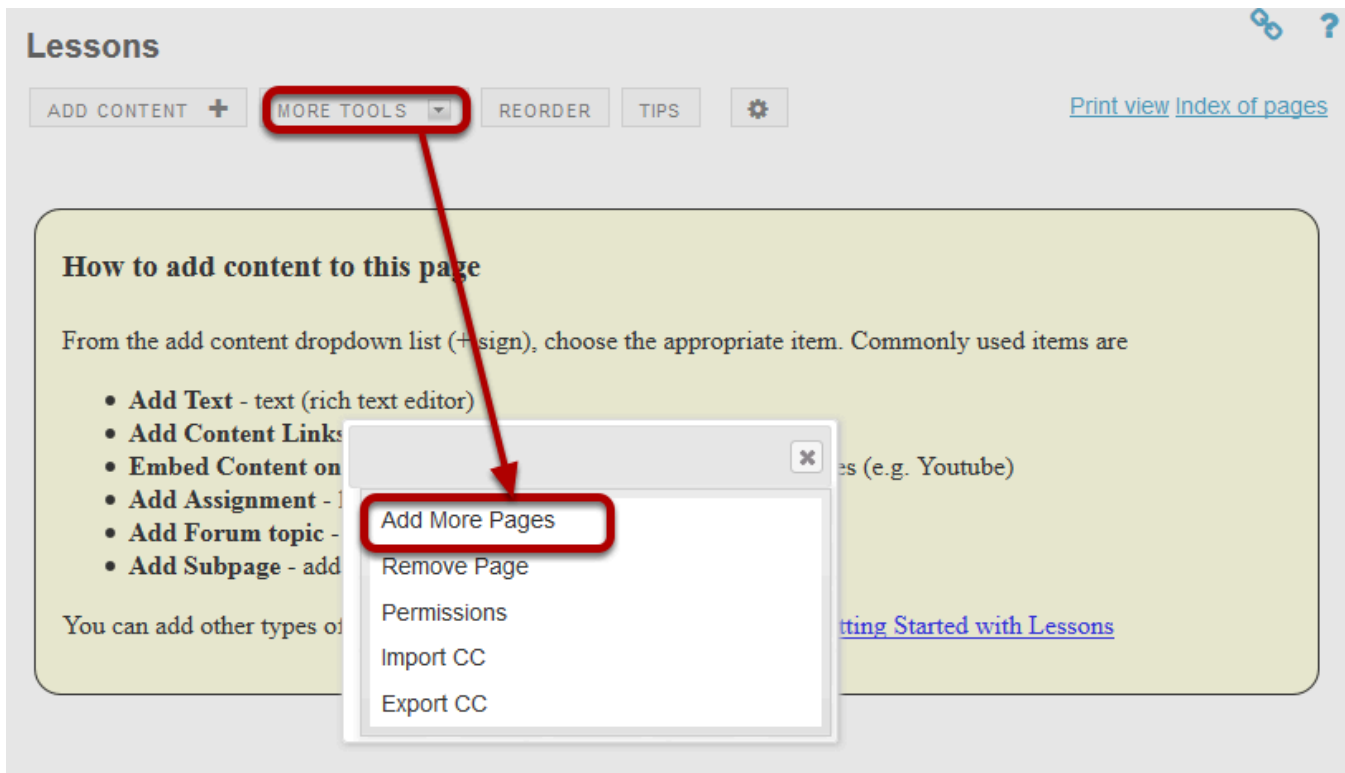 ?
Lessons
ADD CONTENT + MORE TOOLS REORDER TIPS Print view Index of pages
How to add content to this page
From the add content dropdown list (+ sign), choose the appropriate item. Commonly used items are
• Add Text - text (rich text editor)
• Add Content Links
• Embed Content on es (e.g. Youtube)
• Add Assignment -
• Add Forum topic -
• Add Subpage - add
You can add other types of tting Started with Lessons
Add More Pages
Remove Page
Permissions
Import CC
Export CC